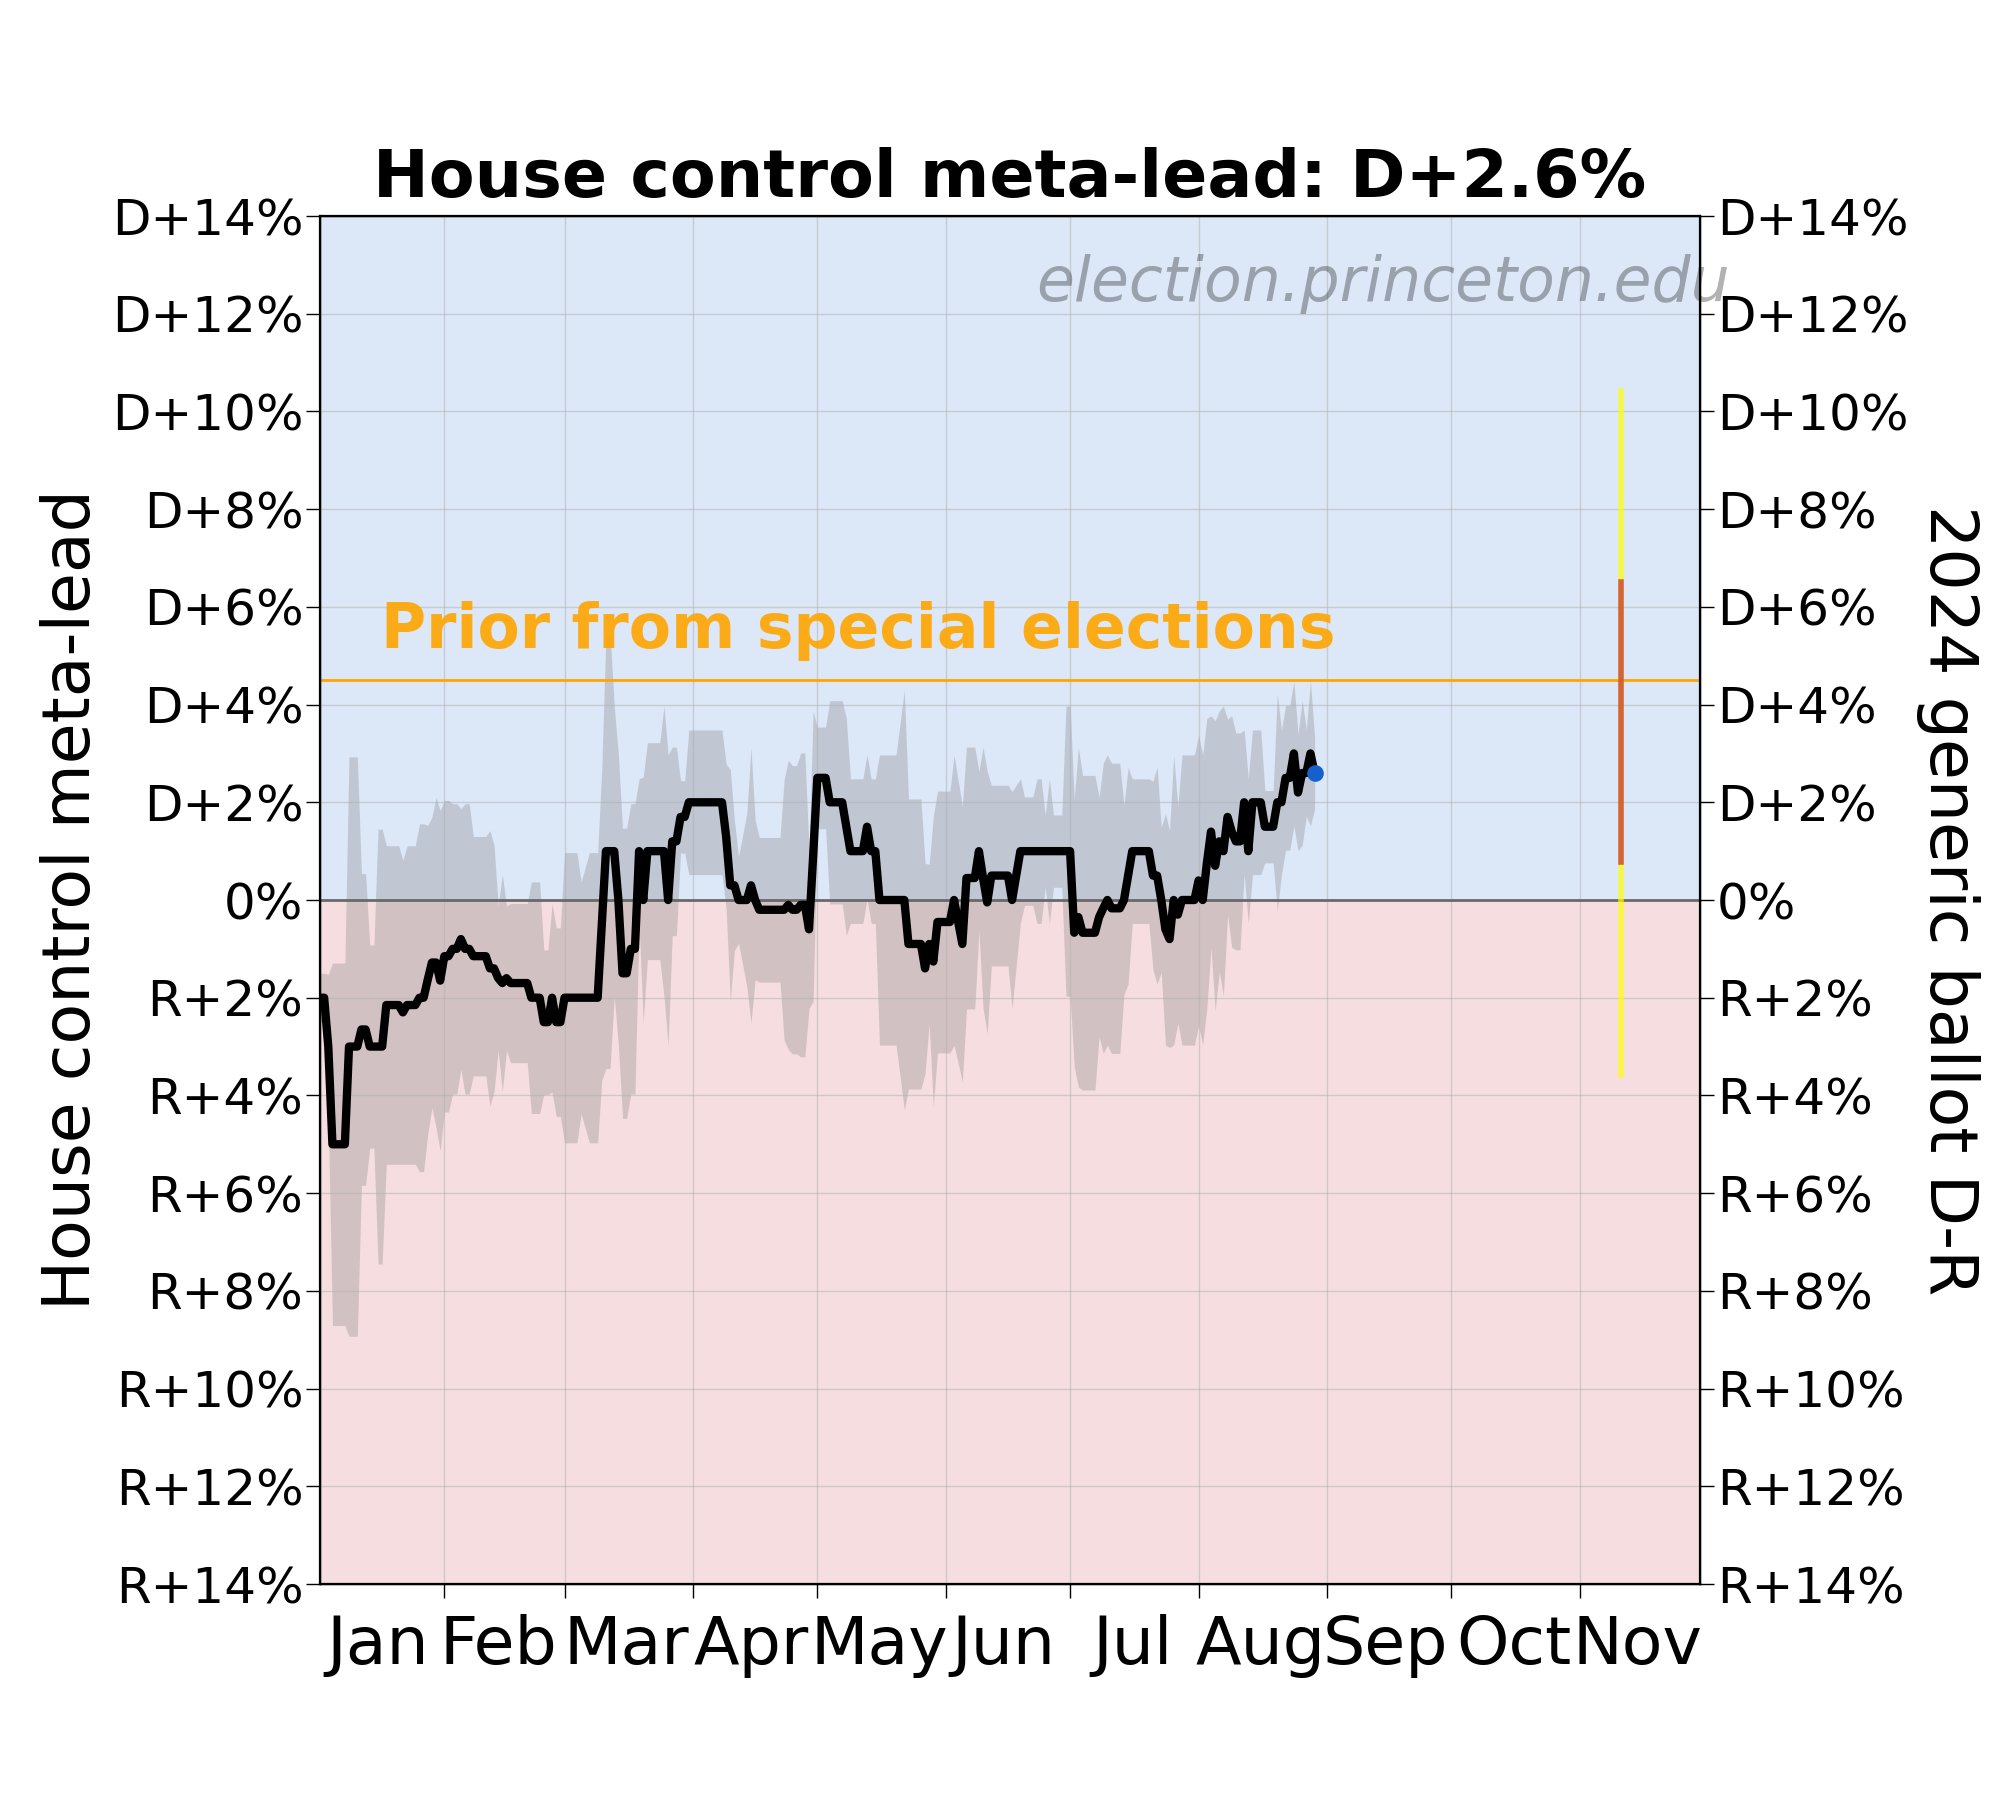 House control meta-lead: D+2.6%
election.princeton.edu
Prior from special elections
House control meta-lead
D+14%
D+12%
D+10%
D+8%
D+6%
D+4%
D+2%
0%
R+2%
R+4%
R+6%
R+8%
R+10%
R+12%
R+14%
D+14%
D+12%
D+10%
D+8%
D+6%
D+4%
D+2%
0%
R+2%
R+4%
R+6%
R+8%
R+10%
R+12%
R+14%
2024 generic ballot D-R
Jan Feb Mar Apr May Jun Jul Aug Sep Oct Nov